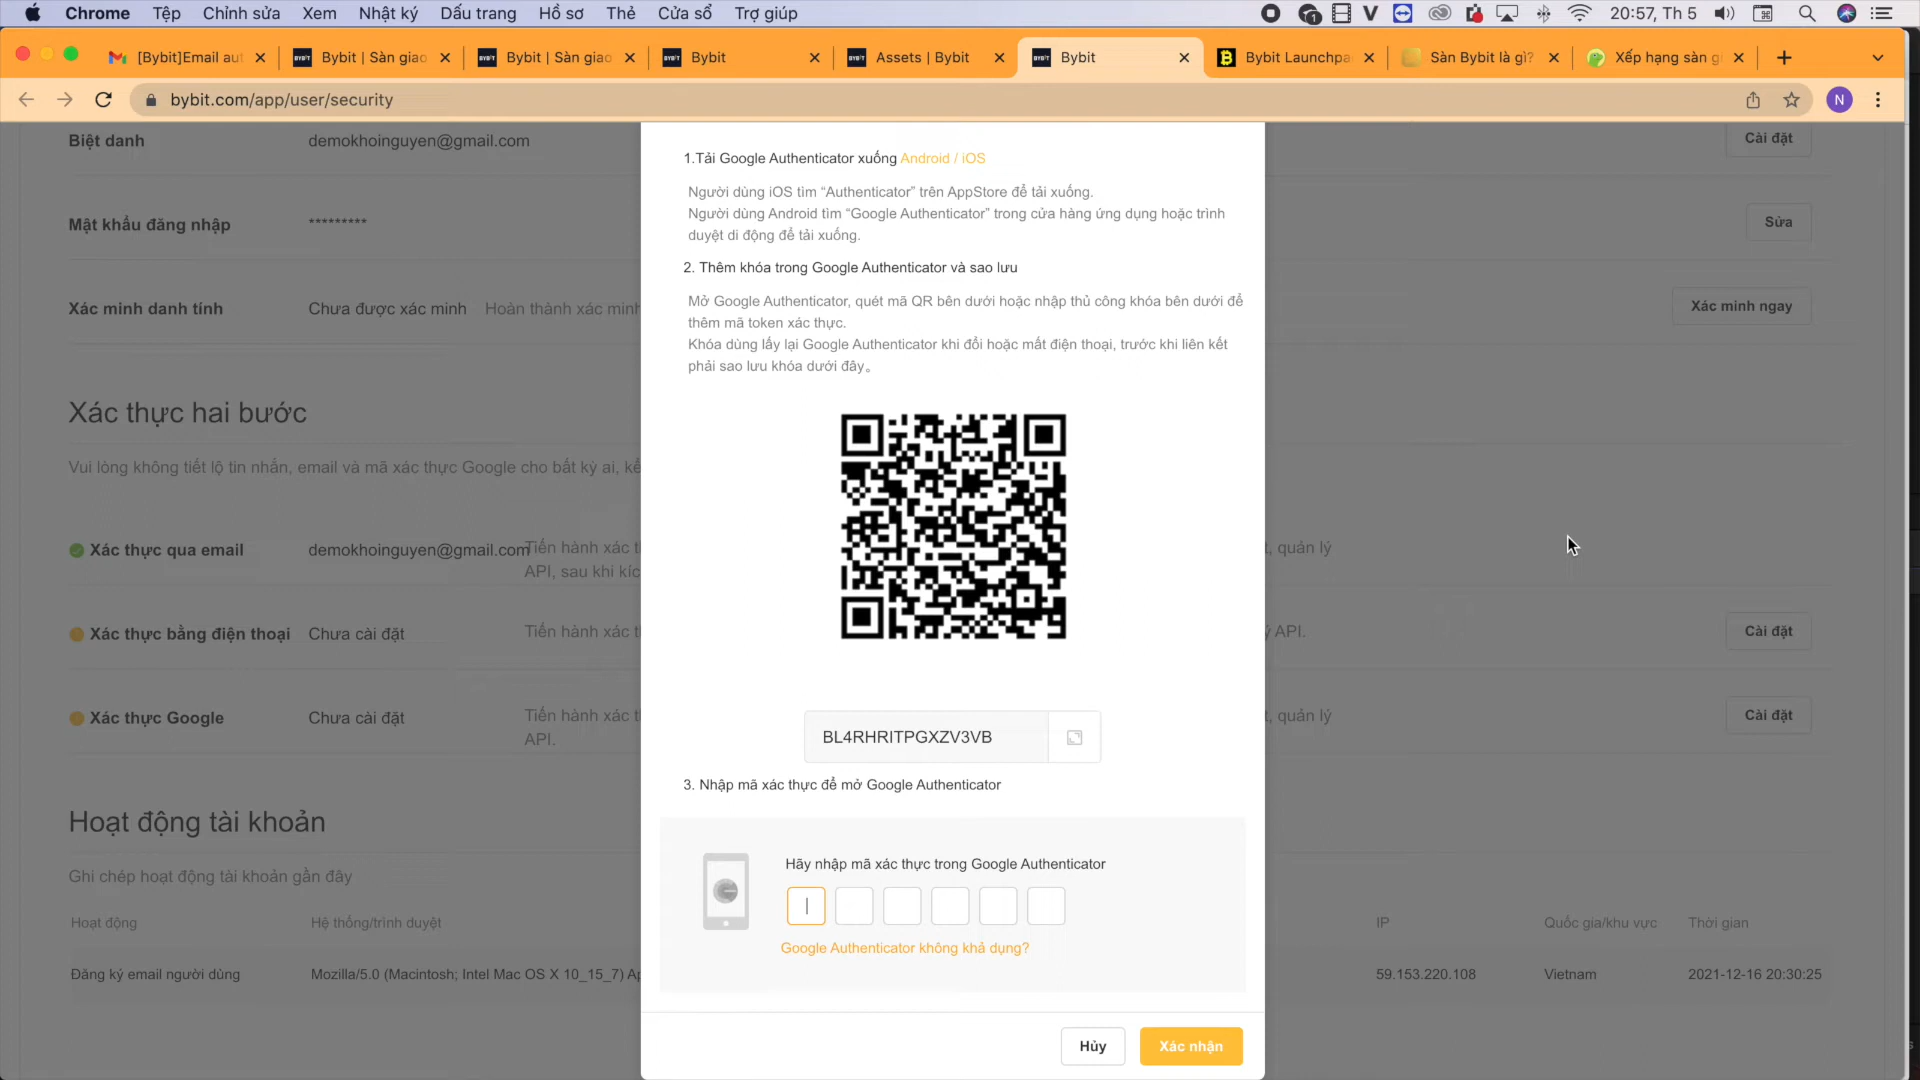 Chrome Tệp Chỉnh sửa Xem Nhật ký Dấu trang Hồ sơ Thẻ Cửa sổ Trợ giúp 20:57, Th 5
[Bybit]Email aut Bybit | Sàn giao Bybit | Sàn giao Bybit Assets | Bybit Bybit Bybit Launchpa Sàn Bybit là gì? Xếp hạng sàn g
bybit.com/app/user/security N
Biệt danh demokhoinguyen@gmail.com Cài đặt
Mật khẩu đăng nhập ********* Sửa
Xác minh danh tính Chưa được xác minh Hoàn thành xác minh Xác minh ngay
Xác thực hai bước
Vui lòng không tiết lộ tin nhắn, email và mã xác thực Google cho bất kỳ ai, kể
Xác thực qua email demokhoinguyen@gmail.com Tiến hành xác t t, quản lý
API, sau khi kíc
Xác thực bằng điện thoại Chưa cài đặt Tiến hành xác t ý API. Cài đặt
Xác thực Google Chưa cài đặt Tiến hành xác t t, quản lý Cài đặt
API.
Hoạt động tài khoản
Ghi chép hoạt động tài khoản gần đây
Hoạt động Hệ thống/trình duyệt IP Quốc gia/khu vực Thời gian
Đăng ký email người dùng Mozilla/5.0 (Macintosh; Intel Mac OS X 10_15_7) Ap 59.153.220.108 Vietnam 2021-12-16 20:30:25
1.Tải Google Authenticator xuống Android / iOS
Người dùng iOS tìm “Authenticator” trên AppStore để tải xuống.
Người dùng Android tìm “Google Authenticator” trong cửa hàng ứng dụng hoặc trình
duyệt di động để tải xuống.
2. Thêm khóa trong Google Authenticator và sao lưu
Mở Google Authenticator, quét mã QR bên dưới hoặc nhập thủ công khóa bên dưới để
thêm mã token xác thực.
Khóa dùng lấy lại Google Authenticator khi đổi hoặc mất điện thoại, trước khi liên kết
phải sao lưu khóa dưới đây。
BL4RHRITPGXZV3VB
3. Nhập mã xác thực để mở Google Authenticator
Hãy nhập mã xác thực trong Google Authenticator
Google Authenticator không khả dụng?
Hủy Xác nhận